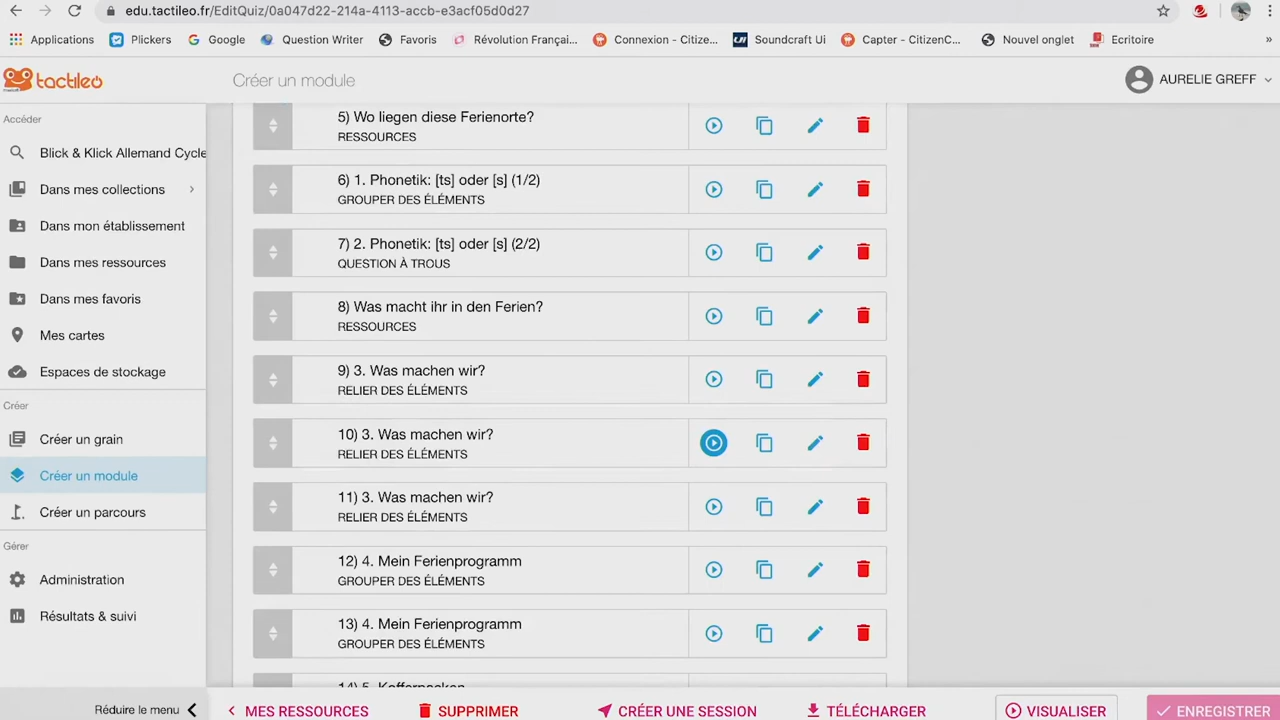 edu.tactileo.fr/EditQuiz/0a047d22-214a-4113-accb-e3acf05d0d27
Applications Plickers Google Question Writer Favoris Révolution Françai... Connexion - Citize... Soundcraft Ui Capter - CitizenC... Nouvel onglet Ecritoire »
tactileo Créer un module AURELIE GREFF
Accéder
Blick & Klick Allemand Cycle
Dans mes collections
Dans mon établissement
Dans mes ressources
Dans mes favoris
Mes cartes
Espaces de stockage
Créer
Créer un grain
Créer un module
Créer un parcours
Gérer
Administration
Résultats & suivi
Réduire le menu
5) Wo liegen diese Ferienorte?
RESSOURCES
6) 1. Phonetik: [ts] oder [s] (1/2)
GROUPER DES ÉLÉMENTS
7) 2. Phonetik: [ts] oder [s] (2/2)
QUESTION À TROUS
8) Was macht ihr in den Ferien?
RESSOURCES
9) 3. Was machen wir?
RELIER DES ÉLÉMENTS
10) 3. Was machen wir?
RELIER DES ÉLÉMENTS
11) 3. Was machen wir?
RELIER DES ÉLÉMENTS
12) 4. Mein Ferienprogramm
GROUPER DES ÉLÉMENTS
13) 4. Mein Ferienprogramm
GROUPER DES ÉLÉMENTS
14) 5. Kofferpacken
MES RESSOURCES SUPPRIMER CRÉER UNE SESSION TÉLÉCHARGER VISUALISER ENREGISTRER